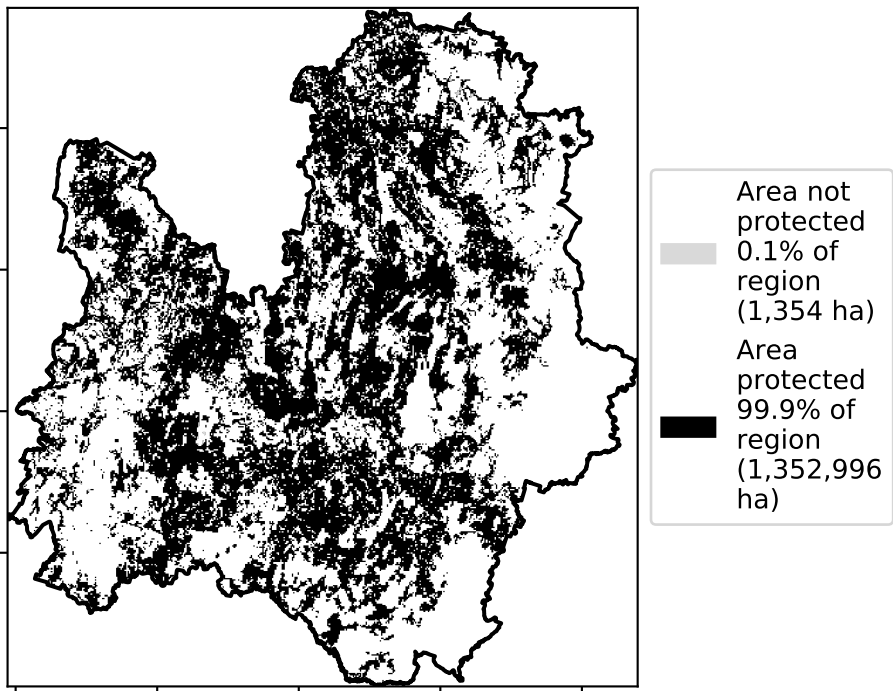 Area not
protected
0.1% of
region
(1,354 ha)
Area
protected
99.9% of
region
(1,352,996
ha)